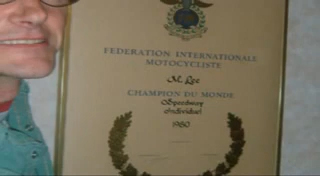 FEDERATION INTERNATIONALE
MOTOCYCLISTE
M. Lee
CHAMPION DU MONDE
Speedway
Individuel
1980